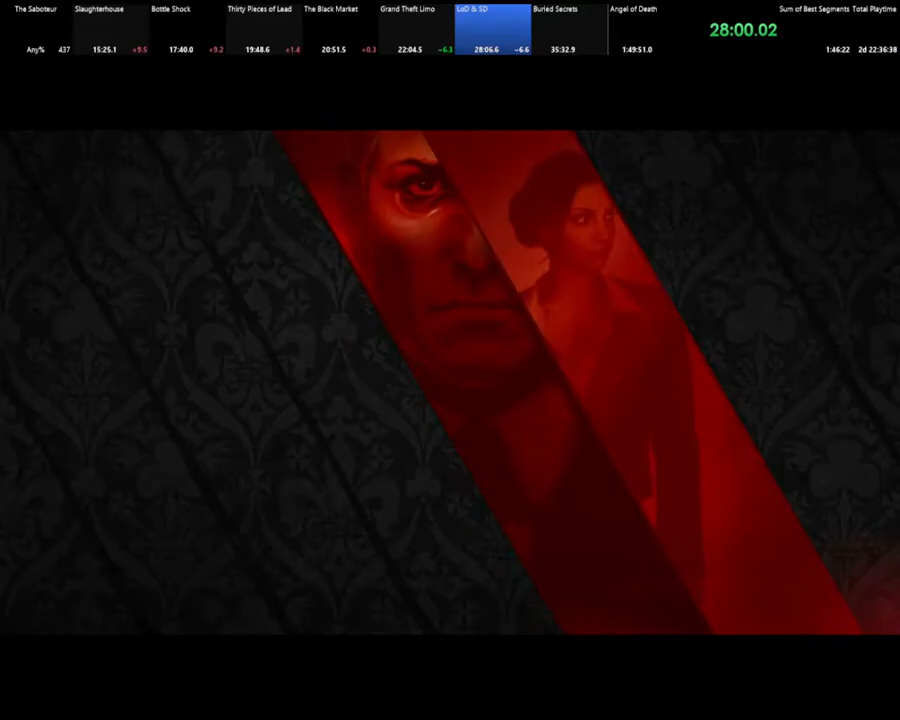 The Saboteur Slaughterhouse Bottle Shock Thirty Pieces of Lead The Black Market Grand Theft Limo LoD & SD Buried Secrets Angel of Death Sum of Best Segments Total Playtime
28:00.02
Any% 437 15:25.1 +9.5 17:40.0 +9.2 19:48.6 +1.4 20:51.5 +0.3 22:04.5 −6.3 28:06.6 −6.6 35:32.9 1:49:51.0 1:46:22 2d 22:36:38